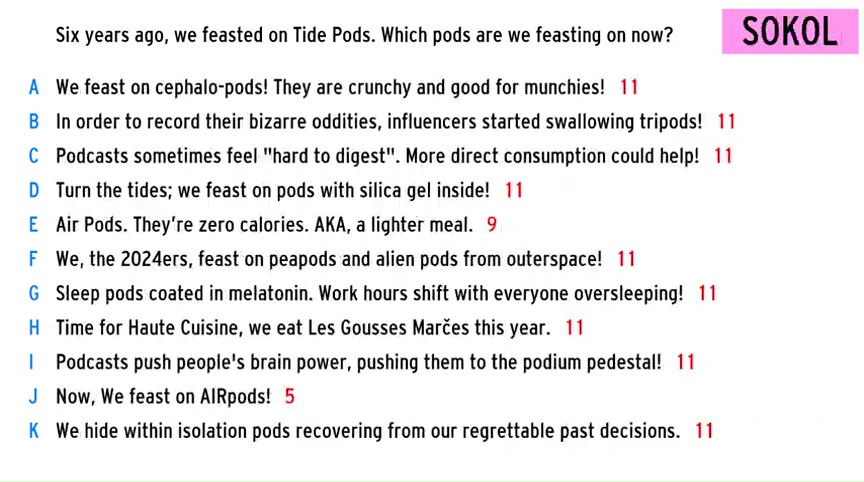 Six years ago, we feasted on Tide Pods. Which pods are we feasting on now?
SOKOL
A We feast on cephalo-pods! They are crunchy and good for munchies! 11
B In order to record their bizarre oddities, influencers started swallowing tripods! 11
C Podcasts sometimes feel "hard to digest". More direct consumption could help! 11
D Turn the tides; we feast on pods with silica gel inside! 11
E Air Pods. They're zero calories. AKA, a lighter meal. 9
F We, the 2024ers, feast on peapods and alien pods from outerspace! 11
G Sleep pods coated in melatonin. Work hours shift with everyone oversleeping! 11
H Time for Haute Cuisine, we eat Les Gousses Marčes this year. 11
I Podcasts push people's brain power, pushing them to the podium pedestal! 11
J Now, We feast on AIRpods! 5
K We hide within isolation pods recovering from our regrettable past decisions. 11